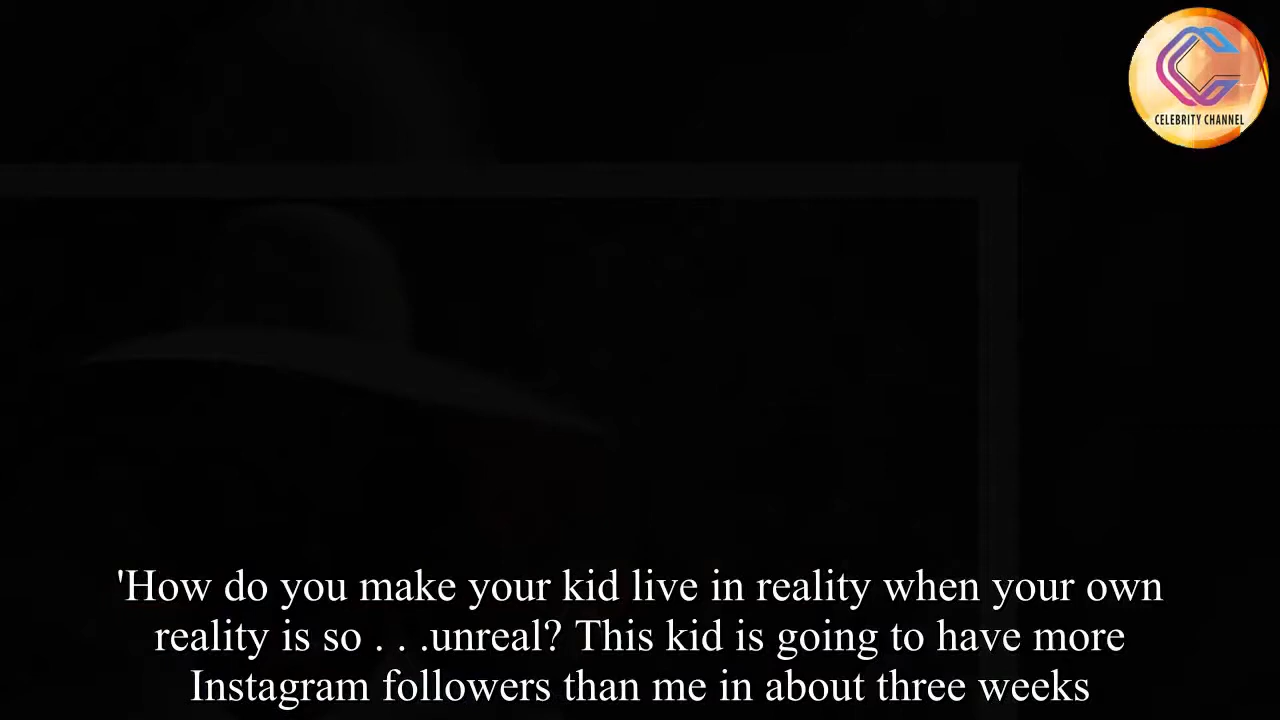 CELEBRITY CHANNEL
'How do you make your kid live in reality when your own
reality is so . . .unreal? This kid is going to have more
Instagram followers than me in about three weeks